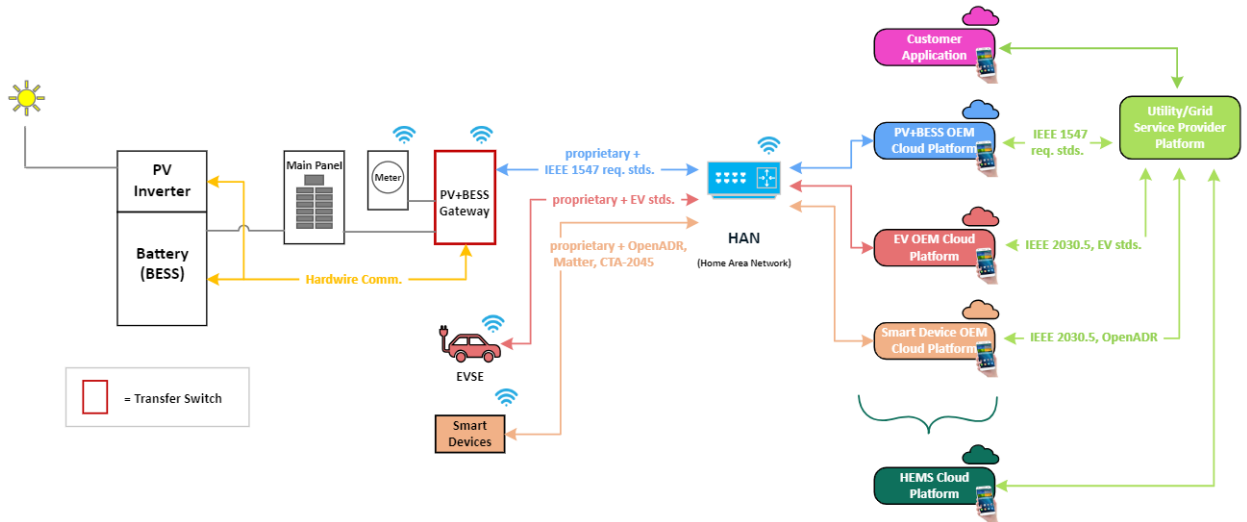 Customer
Application
PV+BESS OEM
Cloud Platform
IEEE 1547
req. stds.
Utility/Grid
Service Provider
Platform
PV
Inverter
Battery
(BESS)
Main Panel
Meter
PV+BESS
Gateway
proprietary +
IEEE 1547 req. stds.
proprietary + EV stds.
proprietary + OpenADR,
Matter, CTA-2045
HAN
(Home Area Network)
Hardwire Comm.
EV OEM Cloud
Platform
IEEE 2030.5, EV stds.
Smart Device OEM
Cloud Platform
IEEE 2030.5, OpenADR
EVSE
= Transfer Switch
Smart
Devices
HEMS Cloud
Platform